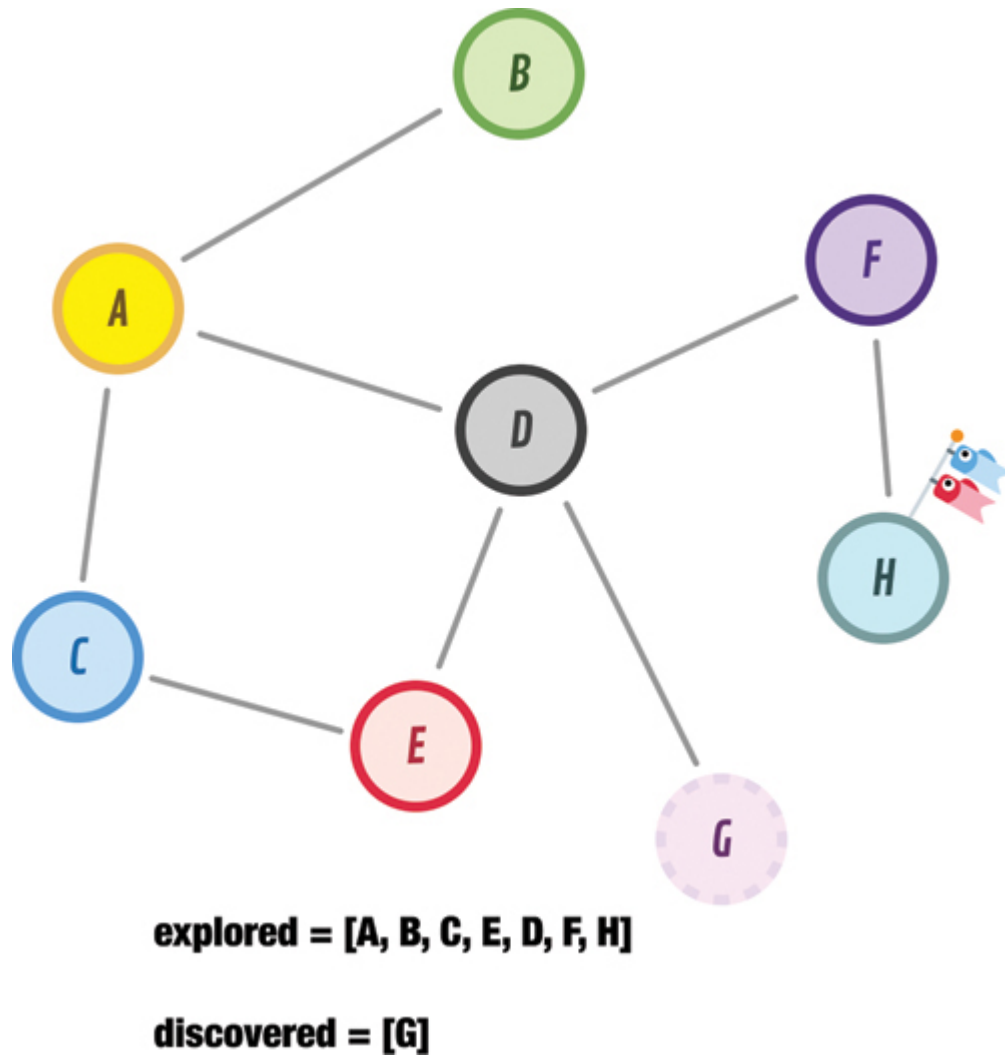 B
F
A
D
H
C
E
G
explored = [A, B, C, E, D, F, H]
discovered = [G]